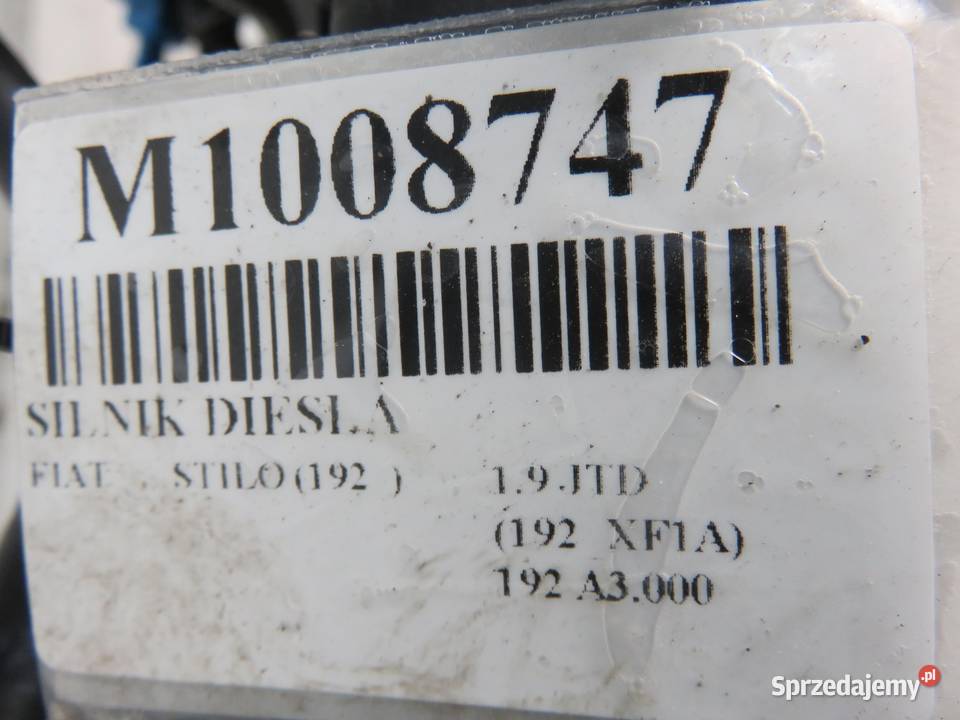 M1008747
SILNIK DIESLA
FIAT STILO (192 ) 1.9 JTD
(192 XF1A)
192 A3.000
Sprzedajemy.pl